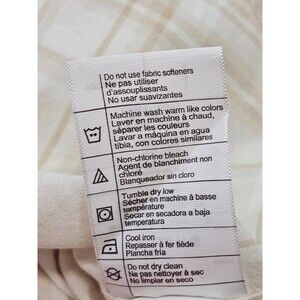 Do not use fabric softeners
Ne pas utiliser
d'assouplissants
No usar suavizantes
Machine wash warm like colors
Laver en machine à chaud,
séparer les couleurs
Lavar a máquina en agua
tibia, con colores similares.
Non-chlorine bleach
Agent de blanchiment non
chloré
Blanqueador sin cloro
Tumble dry low
Sécher en machine à basse
température
Secar en secadora a baja
temperatura
Cool iron
Repasser à fer tiède
Plancha fría
Do not dry clean
Ne pas nettoyer à sec
No limpiar en seco